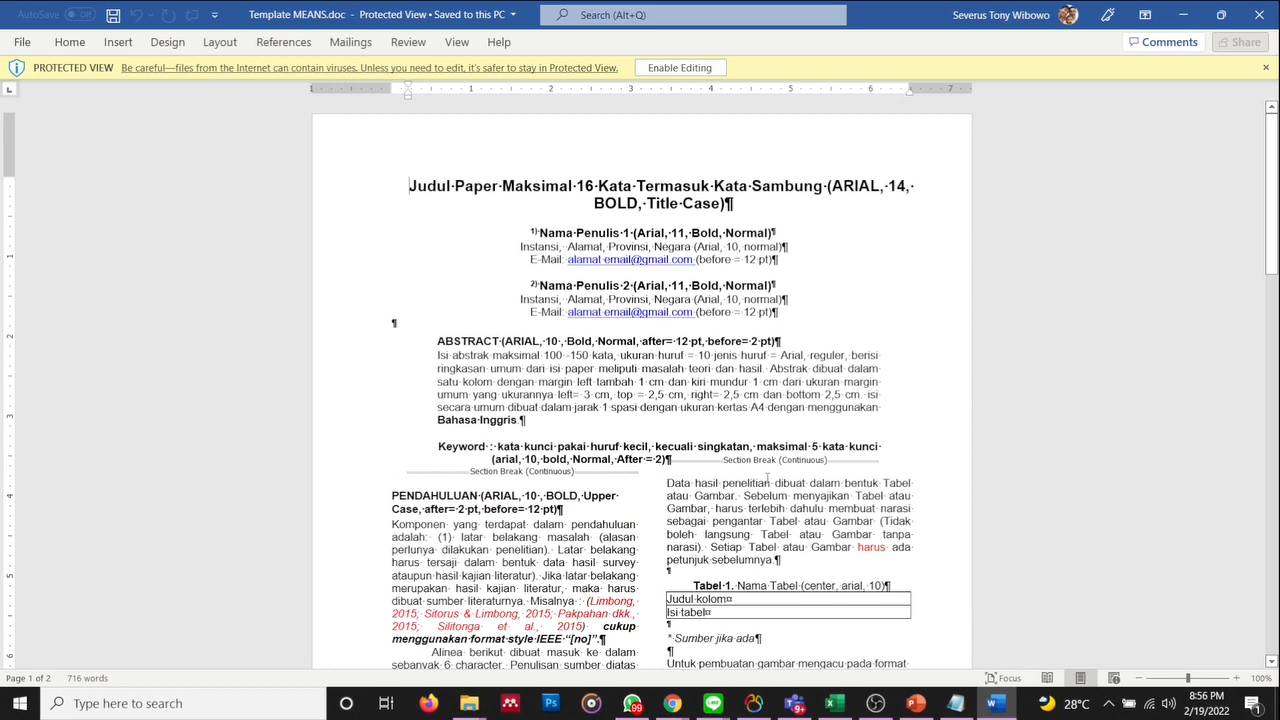 AutoSave Off Template MEANS.doc - Protected View • Saved to this PC Search (Alt+Q) Severus Tony Wibowo
File Home Insert Design Layout References Mailings Review View Help Comments Share
PROTECTED VIEW Be careful—files from the Internet can contain viruses. Unless you need to edit, it's safer to stay in Protected View. Enable Editing
Judul Paper Maksimal 16 Kata Termasuk Kata Sambung (ARIAL, 14,
BOLD, Title Case)¶
1) Nama Penulis 1 (Arial, 11, Bold, Normal)¶
Instansi, Alamat, Provinsi, Negara (Arial, 10, normal)¶
E-Mail: alamat email@gmail.com (before = 12 pt)¶
2) Nama Penulis 2 (Arial, 11, Bold, Normal)¶
Instansi, Alamat, Provinsi, Negara (Arial, 10, normal)¶
E-Mail: alamat email@gmail.com (before = 12 pt)¶
¶
ABSTRACT (ARIAL, 10 , Bold, Normal, after= 12 pt, before= 2 pt)¶
Isi abstrak maksimal 100 -150 kata, ukuran huruf = 10 jenis huruf = Arial, reguler, berisi
ringkasan umum dari isi paper meliputi masalah teori dan hasil. Abstrak dibuat dalam
satu kolom dengan margin left tambah 1 cm dan kiri mundur 1 cm dari ukuran margin
umum yang ukurannya left= 3 cm, top = 2,5 cm, right= 2,5 cm dan bottom 2,5 cm. isi
secara umum dibuat dalam jarak 1 spasi dengan ukuran kertas A4 dengan menggunakan
Bahasa Inggris.¶
Keyword : kata kunci pakai huruf kecil, kecuali singkatan, maksimal 5 kata kunci
(arial, 10, bold, Normal, After = 2)¶ Section Break (Continuous)
Section Break (Continuous)
PENDAHULUAN (ARIAL, 10 , BOLD, Upper
Case, after= 2 pt, before= 12 pt)¶
Komponen yang terdapat dalam pendahuluan
adalah: (1) latar belakang masalah (alasan
perlunya dilakukan penelitian). Latar belakang
harus tersaji dalam bentuk data hasil survey
ataupun hasil kajian literatur). Jika latar belakang
merupakan hasil kajian literatur, maka harus
dibuat sumber literaturnya. Misalnya : (Limbong,
2015; Sitorus & Limbong, 2015; Pakpahan dkk.,
2015; Silitonga et al., 2015) cukup
menggunakan format style IEEE “[no]”.¶
Alinea berikut dibuat masuk ke dalam
sebanyak 6 character. Penulisan sumber diatas
Data hasil penelitian dibuat dalam bentuk Tabel
atau Gambar. Sebelum menyajikan Tabel atau
Gambar, harus terlebih dahulu membuat narasi
sebagai pengantar Tabel atau Gambar (Tidak
boleh langsung Tabel atau Gambar tanpa
narasi). Setiap Tabel atau Gambar harus ada
petunjuk sebelumnya.¶
¶
Tabel 1. Nama Tabel (center, arial, 10)¶
Judul kolom¤
Isi tabel¤
¶
* Sumber jika ada¶
¶
Untuk pembuatan gambar mengacu pada format
Page 1 of 2 716 words Focus 100%
Type here to search 99 9+ 28°C 8:56 PM
2/19/2022